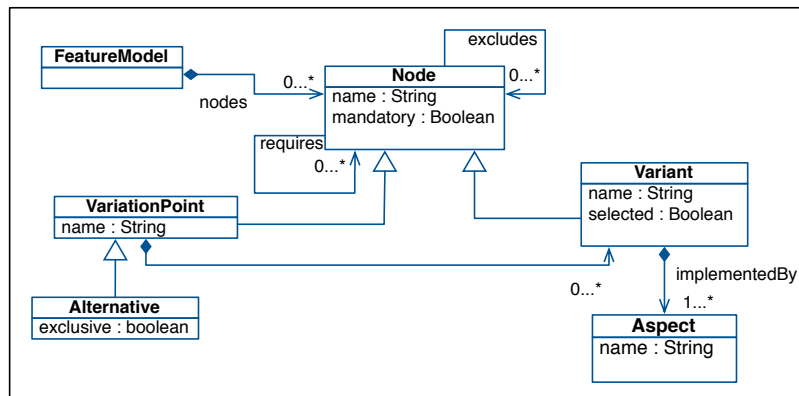 excludes
FeatureModel
Node
0...*
0...*
nodes
name : String
mandatory : Boolean
requires
0...*
Variant
name : String
selected : Boolean
VariationPoint
name : String
implementedBy
0...*
1...*
Alternative
exclusive : boolean
Aspect
name : String